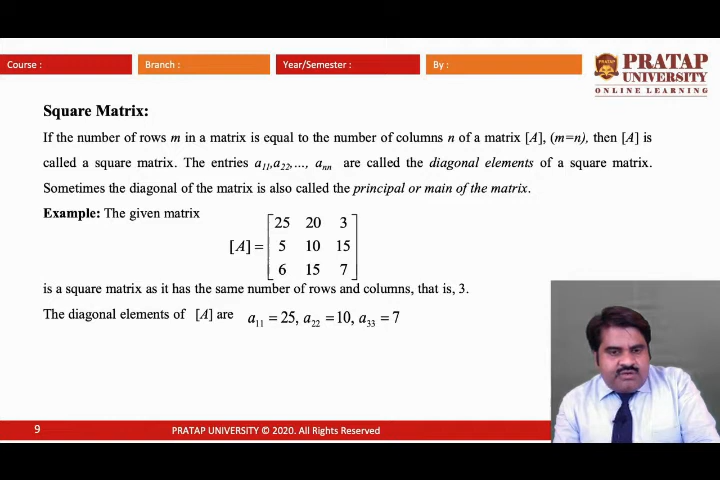 Course :
Branch :
Year/Semester :
By :
PRATAP
UNIVERSITY
ONLINE LEARNING
Square Matrix:
If the number of rows m in a matrix is equal to the number of columns n of a matrix [A], (m=n), then [A] is
called a square matrix. The entries a₁₁,a₂₂,..., aₙₙ are called the diagonal elements of a square matrix.
Sometimes the diagonal of the matrix is also called the principal or main of the matrix.
Example: The given matrix
25 20 3
[A] = 5 10 15
6 15 7
is a square matrix as it has the same number of rows and columns, that is, 3.
The diagonal elements of [A] are a₁₁ = 25, a₂₂ = 10, a₃₃ = 7
9
PRATAP UNIVERSITY © 2020. All Rights Reserved